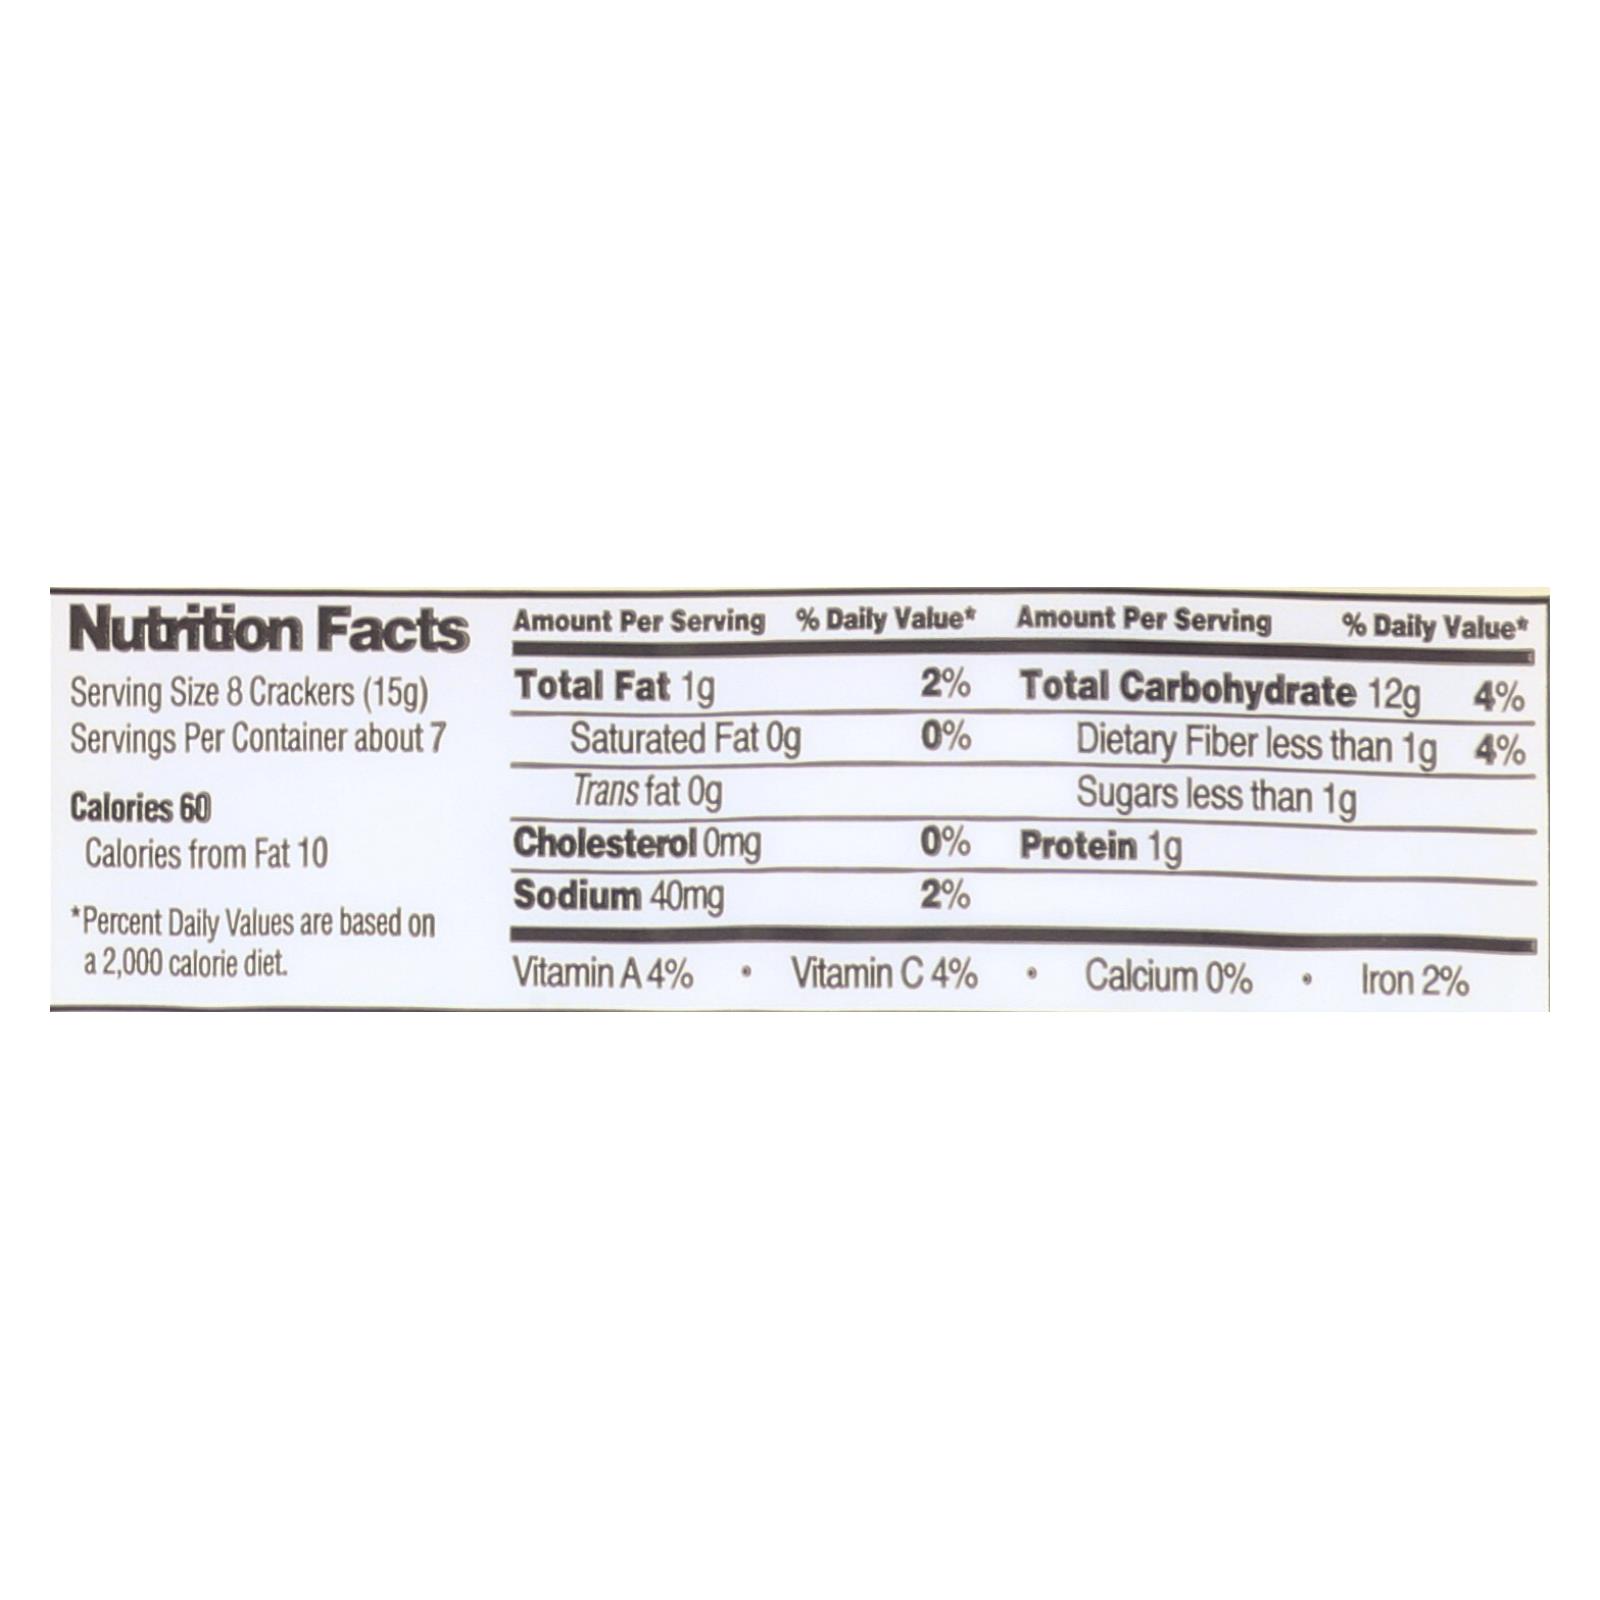 Nutrition Facts
Serving Size 8 Crackers (15g)
Servings Per Container about 7
Calories 60
Calories from Fat 10
*Percent Daily Values are based on
a 2,000 calorie diet.
Amount Per Serving % Daily Value* Amount Per Serving % Daily Value*
Total Fat 1g 2% Total Carbohydrate 12g 4%
Saturated Fat 0g 0% Dietary Fiber less than 1g 4%
Trans fat 0g Sugars less than 1g
Cholesterol 0mg 0% Protein 1g
Sodium 40mg 2%
Vitamin A 4% • Vitamin C 4% • Calcium 0% • Iron 2%